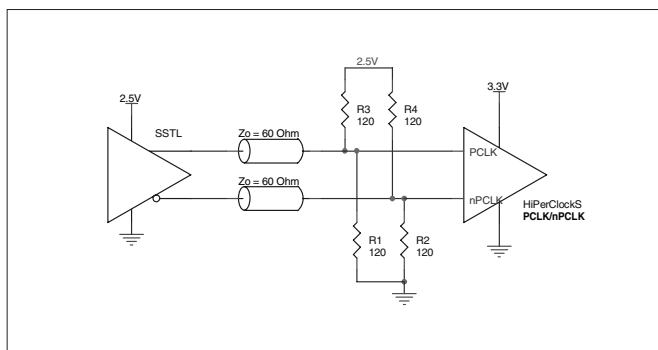 2.5V
3.3V
2.5V
R3
120
R4
120
SSTL
Zo = 60 Ohm
PCLK
Zo = 60 Ohm
nPCLK
HiPerClockS
PCLK/nPCLK
R1
120
R2
120